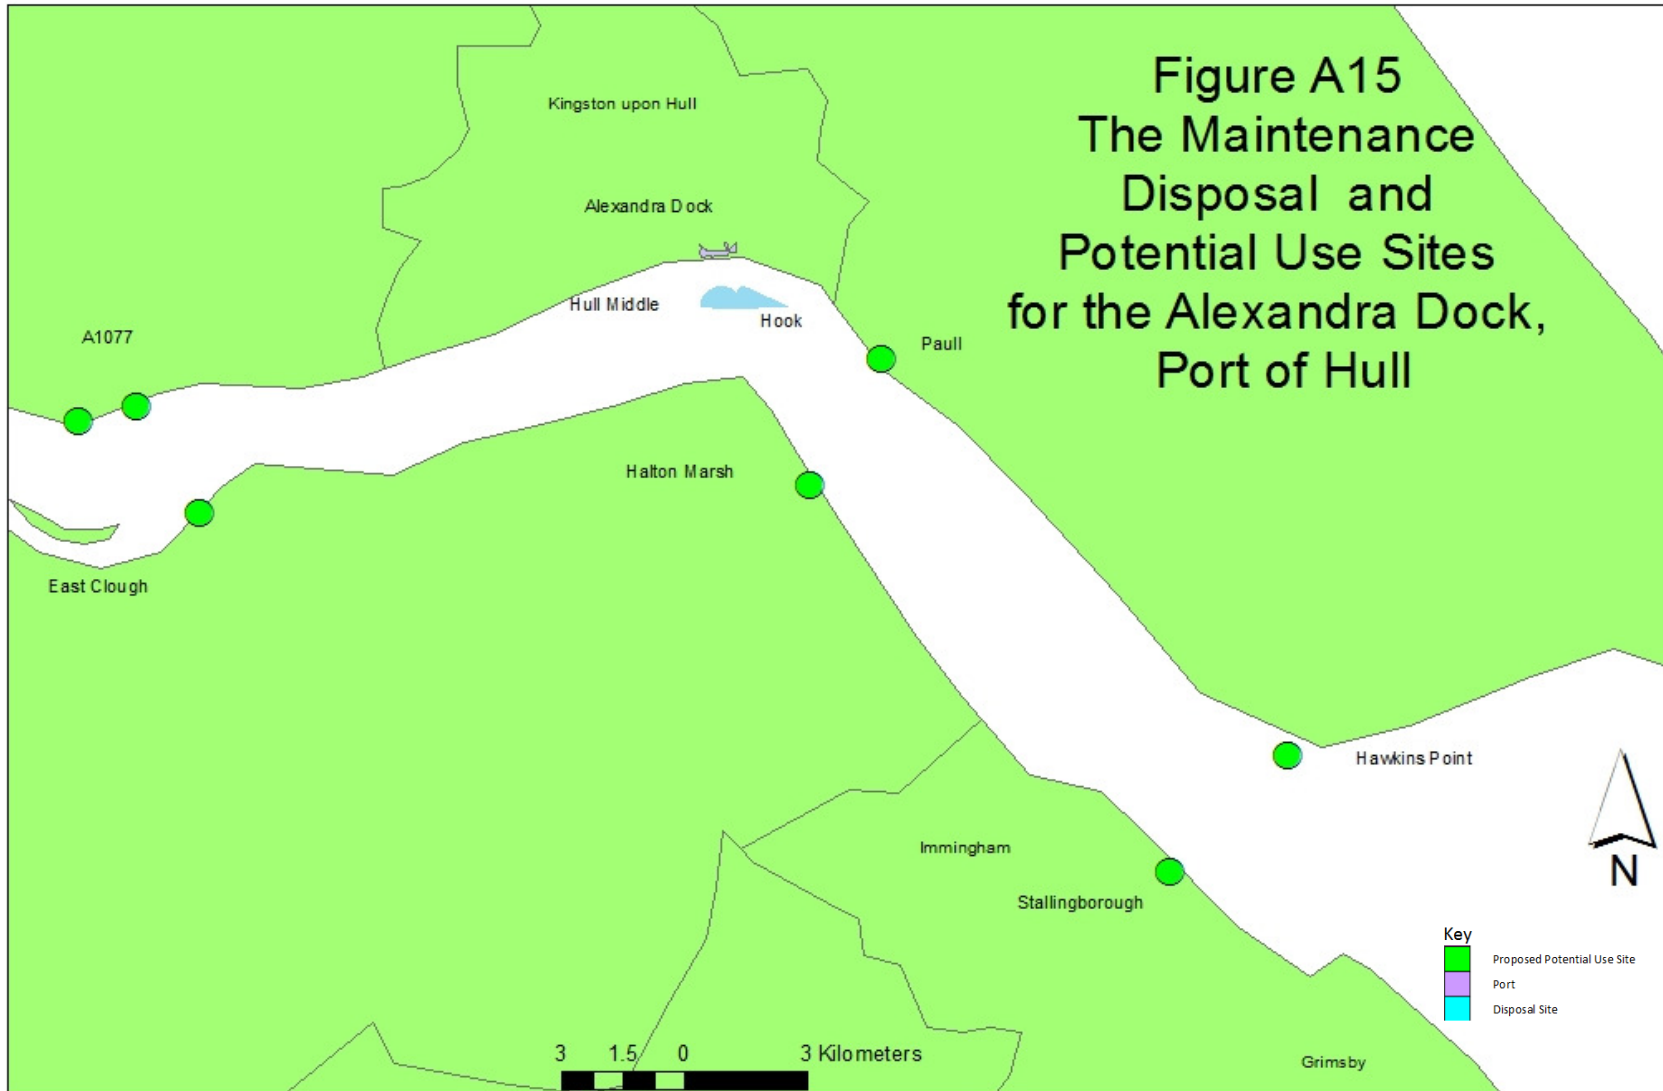 Figure A15
The Maintenance
Disposal and
Potential Use Sites
for the Alexandra Dock,
Port of Hull
Kingston upon Hull
Alexandra Dock
Hull Middle
Hook
A1077
Paull
Halton Marsh
East Clough
Hawkins Point
Immingham
Stallingborough
N
Key
Proposed Potential Use Site
Port
Disposal Site
3 1.5 0 3 Kilometers
Grimsby